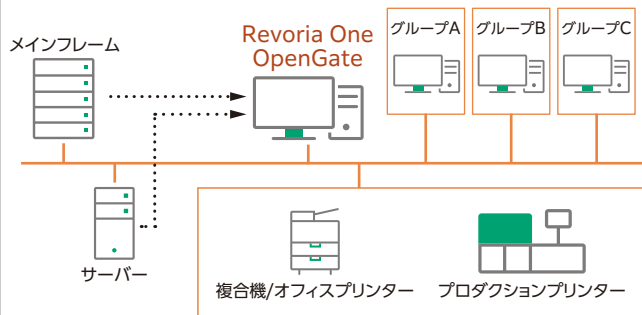 メインフレーム
Revoria One
OpenGate
グループA
グループB
グループC
サーバー
複合機/オフィスプリンター
プロダクションプリンター